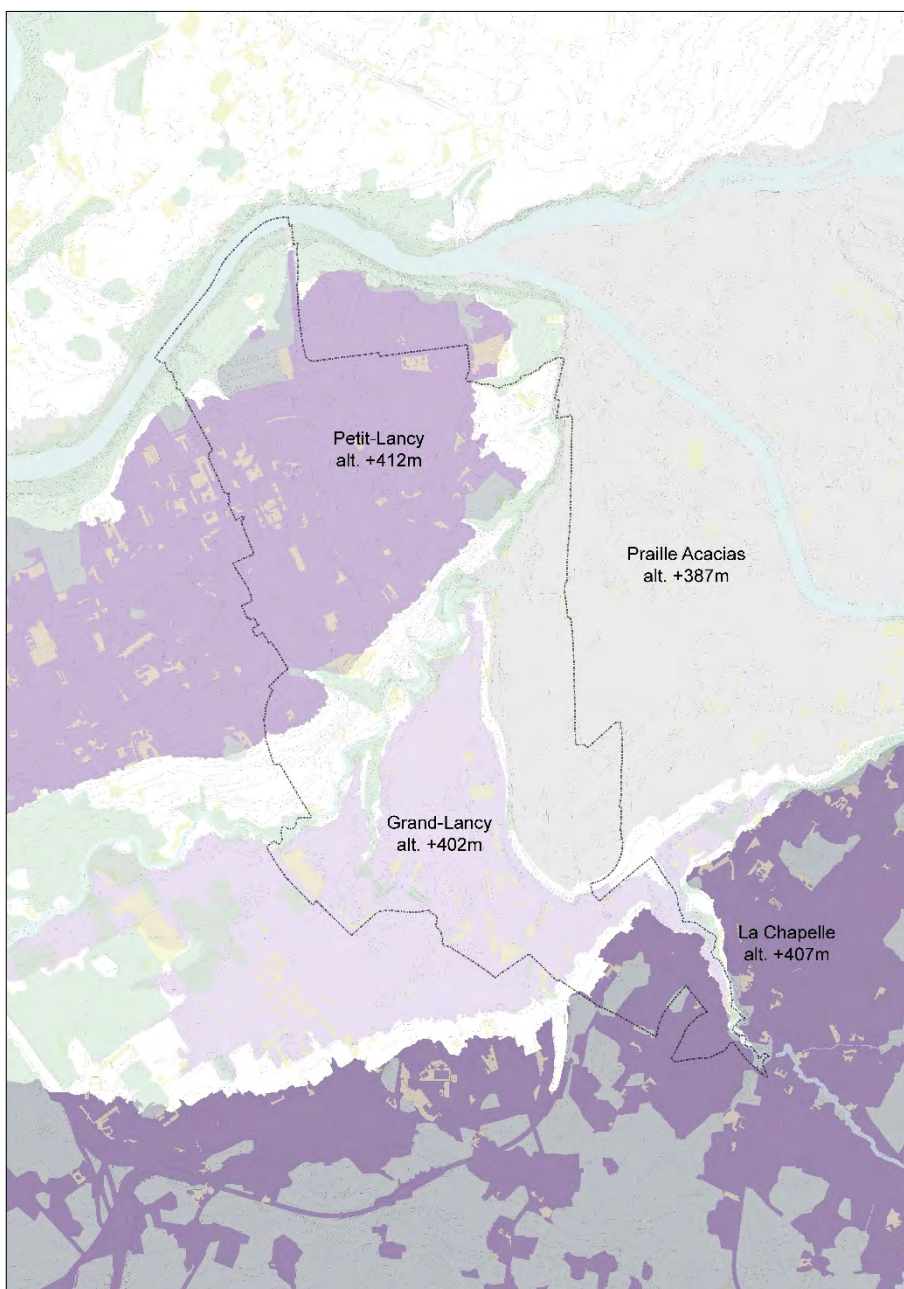 Petit-Lancy
alt. +412m
Praille Acacias
alt. +387m
Grand-Lancy
alt. +402m
La Chapelle
alt. +407m